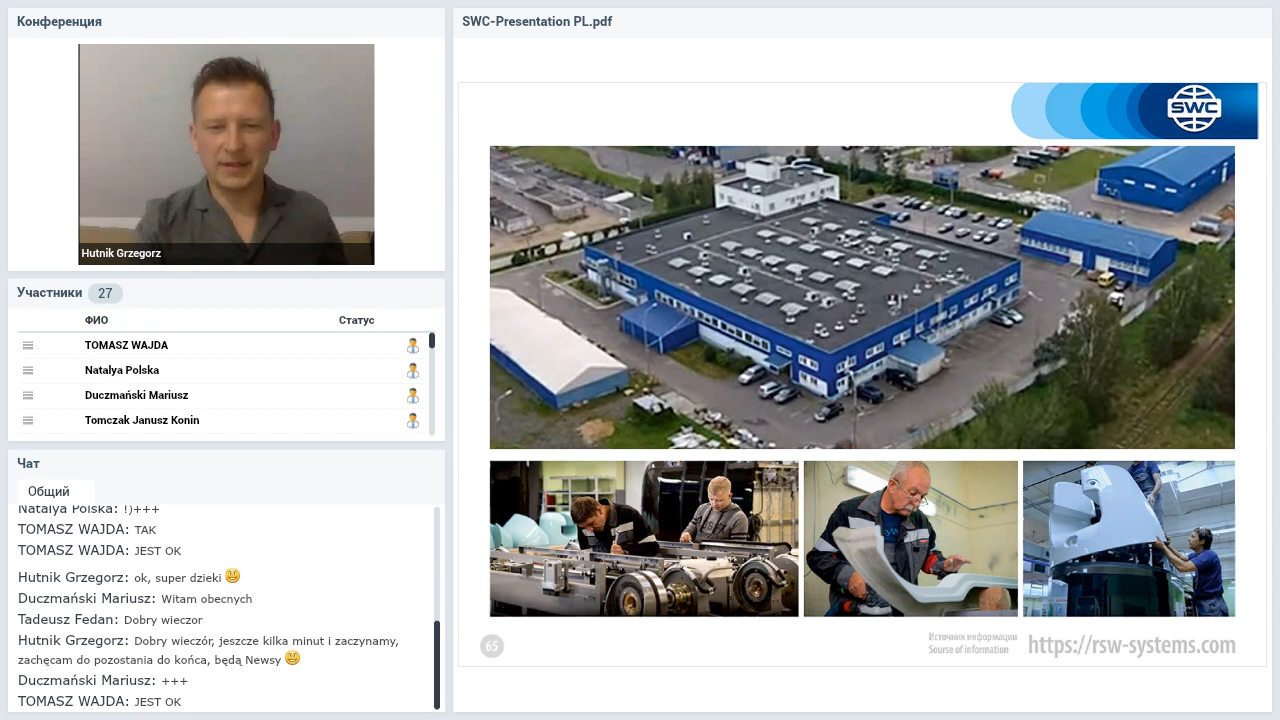 Конференция
Hutnik Grzegorz
Участники 27
ФИО Статус
TOMASZ WAJDA
Natalya Polska
Duczmański Mariusz
Tomczak Janusz Konin
Чат
Общий
Natalya Polska: !)+++
TOMASZ WAJDA: TAK
TOMASZ WAJDA: JEST OK
Hutnik Grzegorz: ok, super dzieki
Duczmański Mariusz: Witam obecnych
Tadeusz Fedan: Dobry wieczor
Hutnik Grzegorz: Dobry wieczór, jeszcze kilka minut i zaczynamy,
zachęcam do pozostania do końca, będą Newsy
Duczmański Mariusz: +++
TOMASZ WAJDA: JEST OK
SWC-Presentation PL.pdf
SWC
65
Источник информации
Sourse of information
https://rsw-systems.com